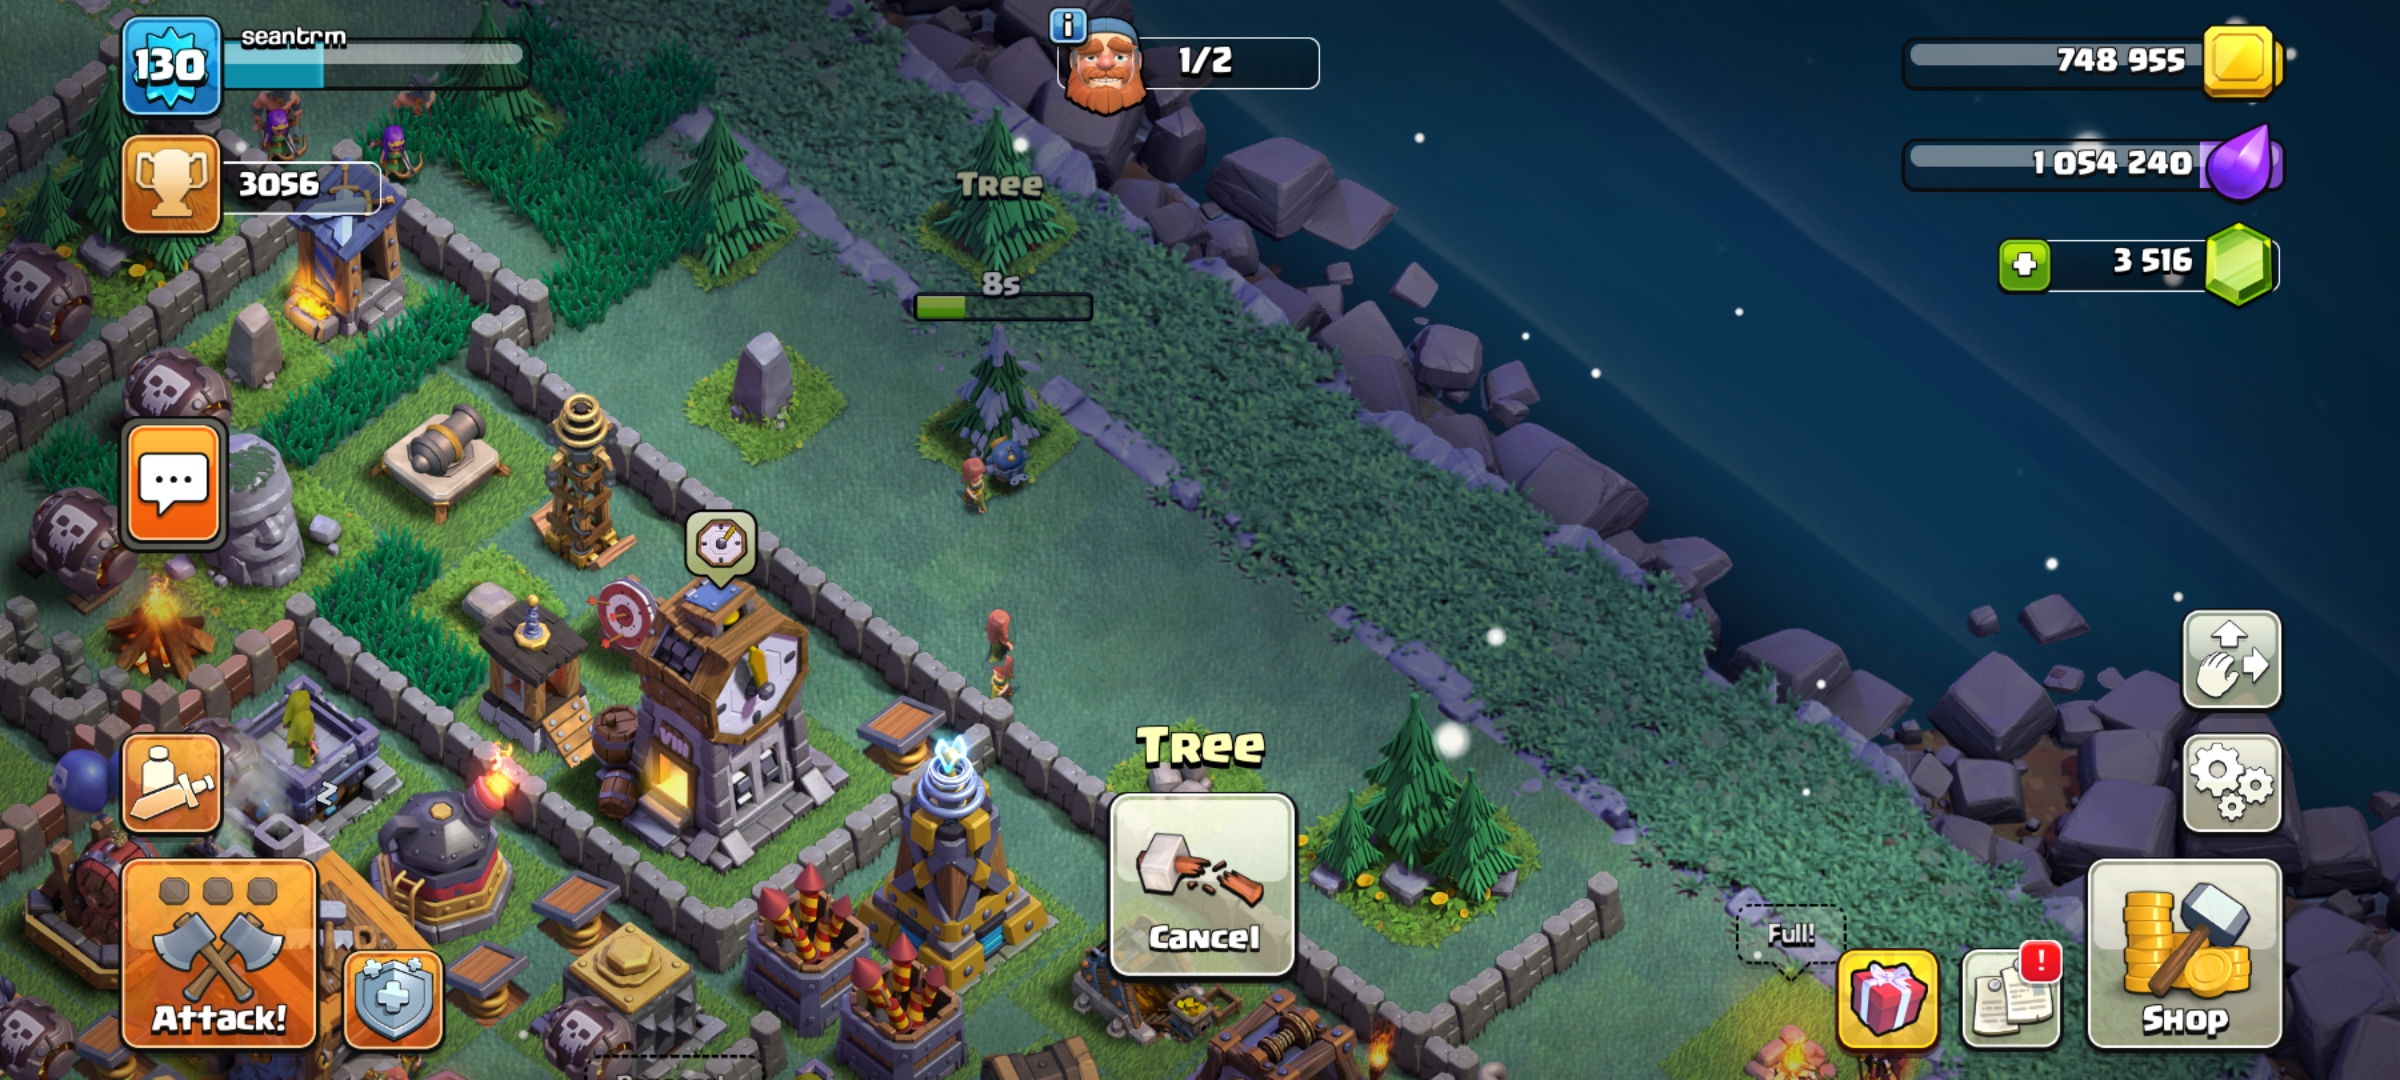 130
seantrm
1/2
748 955
3056
1 054 240
Tree
3 516
8s
VIII
Z
Tree
Cancel
Full!
!
Attack!
Shop